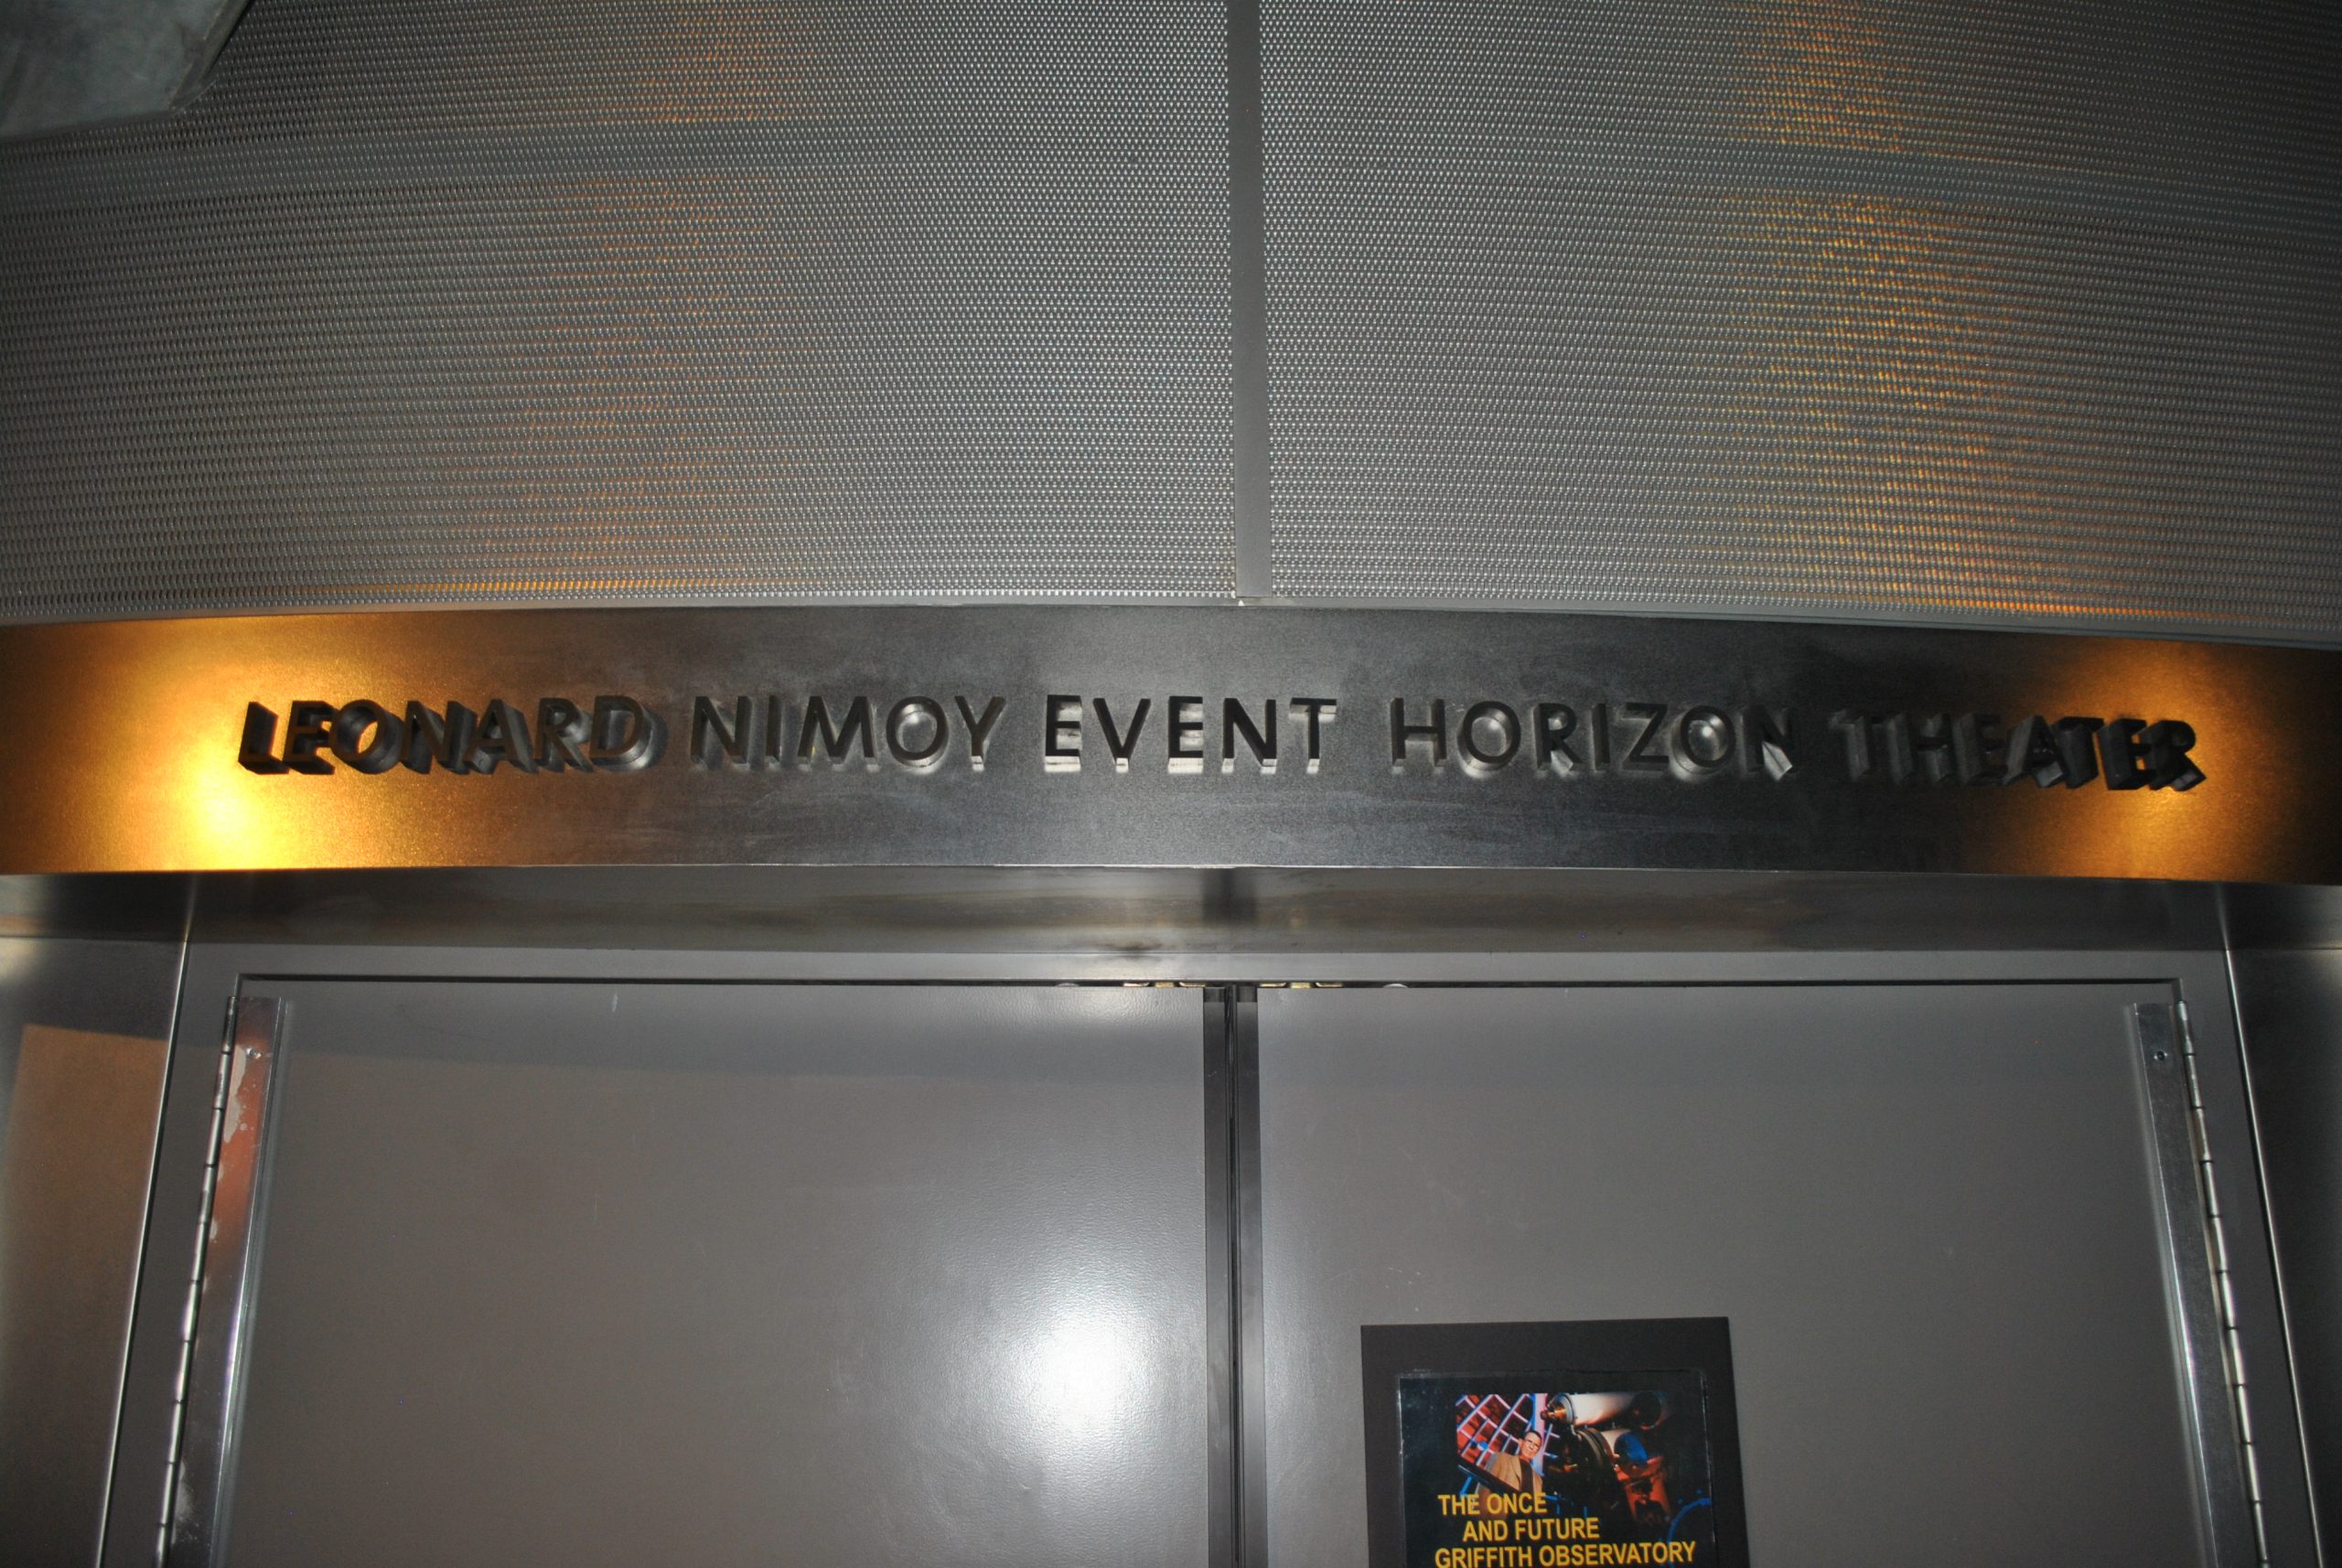 LEONARD NIMOY EVENT HORIZON THEATER
THE ONCE
AND FUTURE
GRIFFITH OBSERVATORY